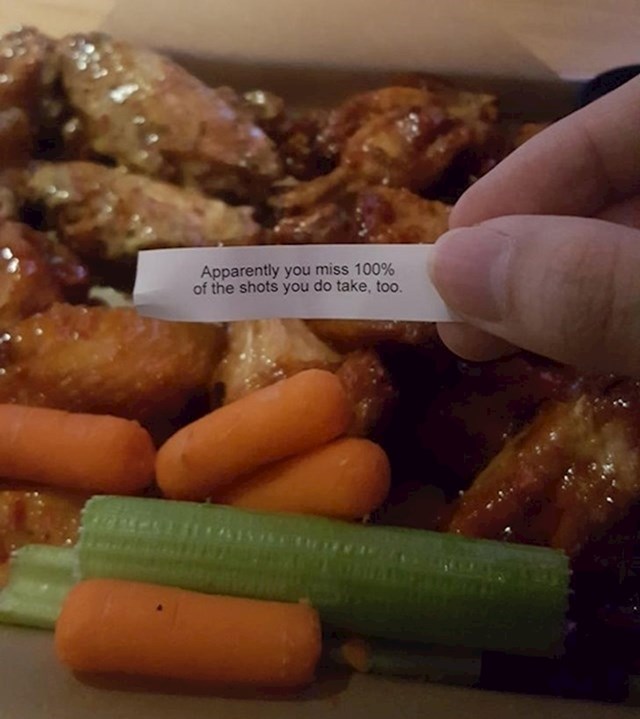 Apparently you miss 100%
of the shots you do take, too.